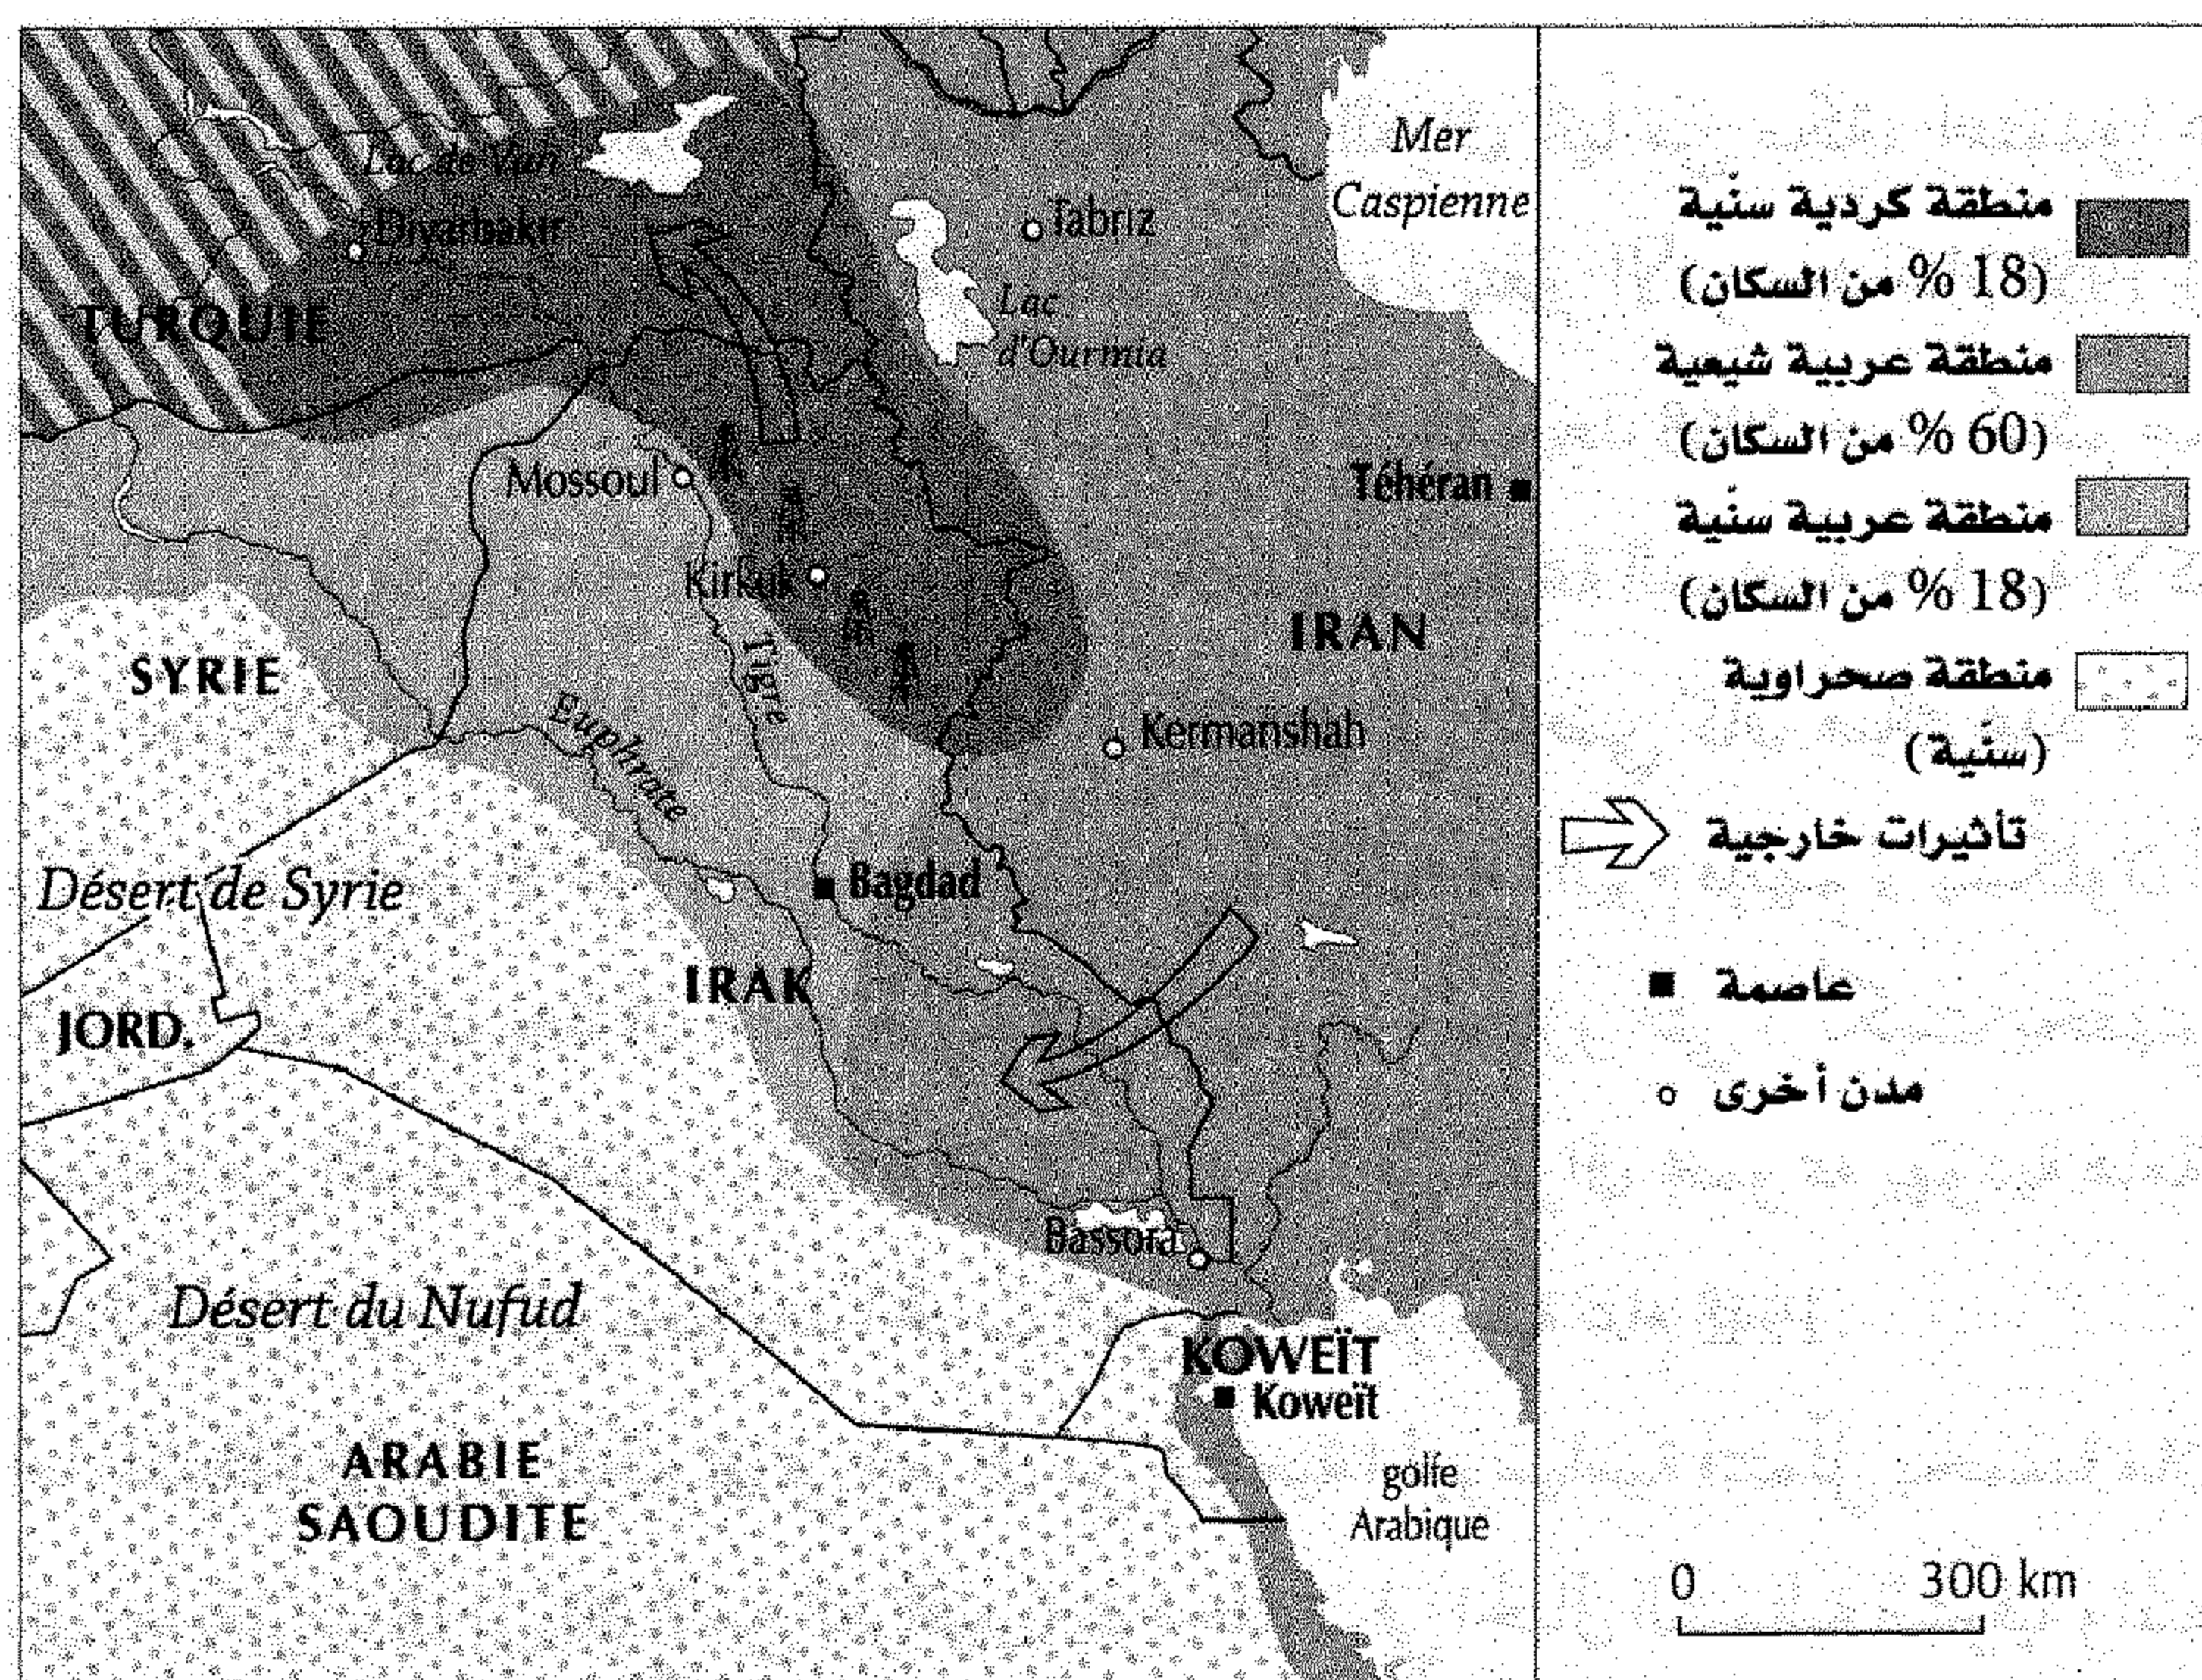 Mer
Caspienne
Lac de Van
Tabriz
Diyarbakir
Lac
d'Ourmia
TURQUIE
Mossoul
Téhéran
Kirkuk
IRAN
Tigre
SYRIE
Euphrate
Kermanshah
Bagdad
Désert de Syrie
IRAK
JORD.
Bassora
Désert du Nufud
KOWEÏT
Koweït
ARABIE
SAOUDITE
golfe
Arabique
منطقة كردية سنّية
(18 % من السكان)
منطقة عربية شيعية
(60 % من السكان)
منطقة عربية سنّية
(18 % من السكان)
منطقة صحراوية
(سنّية)
تأثيرات خارجية
عاصمة
مدن أخرى
0 300 km